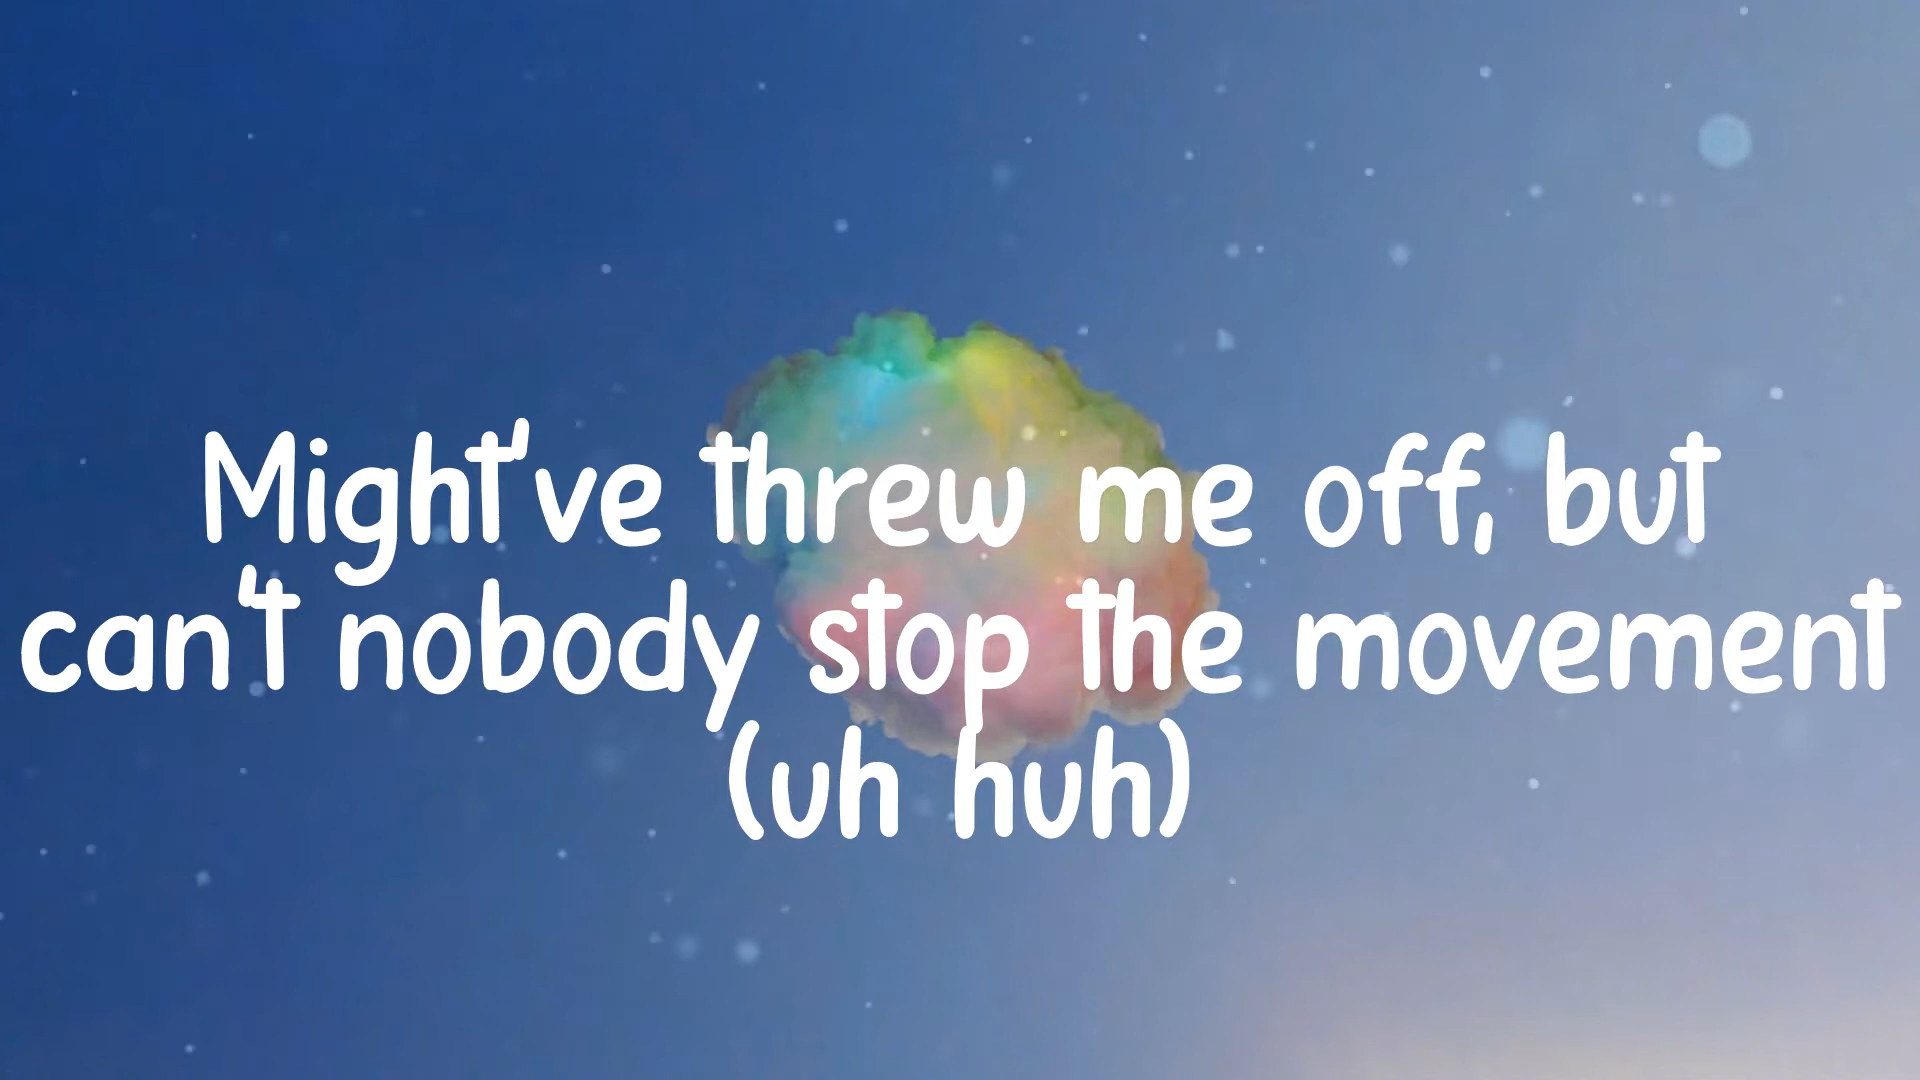 Might've threw me off, but
can't nobody stop the movement
(uh huh)